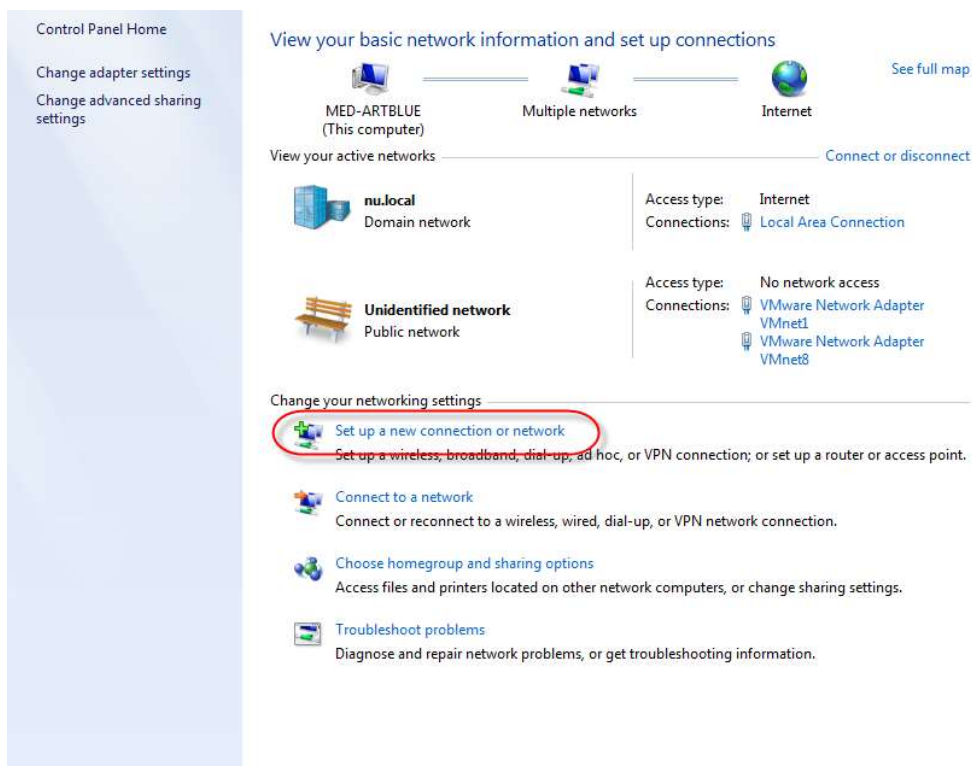 Control Panel Home
Change adapter settings
Change advanced sharing
settings
View your basic network information and set up connections
See full map
MED-ARTBLUE
(This computer)
Multiple networks
Internet
View your active networks
Connect or disconnect
nu.local
Domain network
Access type: Internet
Connections: Local Area Connection
Unidentified network
Public network
Access type: No network access
Connections: VMware Network Adapter
VMnet1
VMware Network Adapter
VMnet8
Change your networking settings
Set up a new connection or network
Set up a wireless, broadband, dial-up, ad hoc, or VPN connection; or set up a router or access point.
Connect to a network
Connect or reconnect to a wireless, wired, dial-up, or VPN network connection.
Choose homegroup and sharing options
Access files and printers located on other network computers, or change sharing settings.
Troubleshoot problems
Diagnose and repair network problems, or get troubleshooting information.